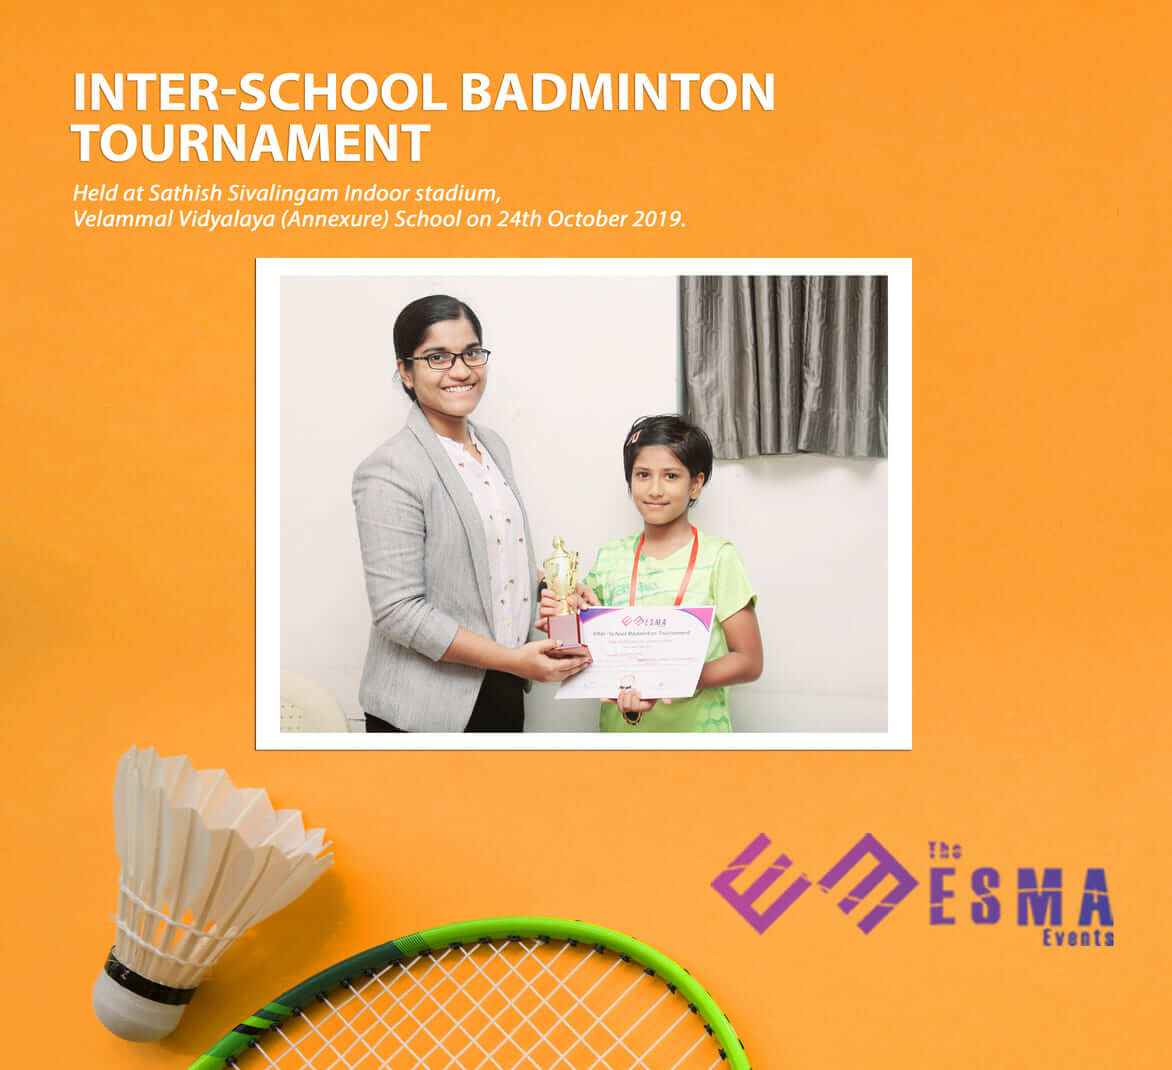 INTER-SCHOOL BADMINTON
TOURNAMENT
Held at Sathish Sivalingam Indoor stadium,
Velammal Vidyalaya (Annexure) School on 24th October 2019.
ESMA
Inter-School Badminton Tournament
The
ESMA
Events